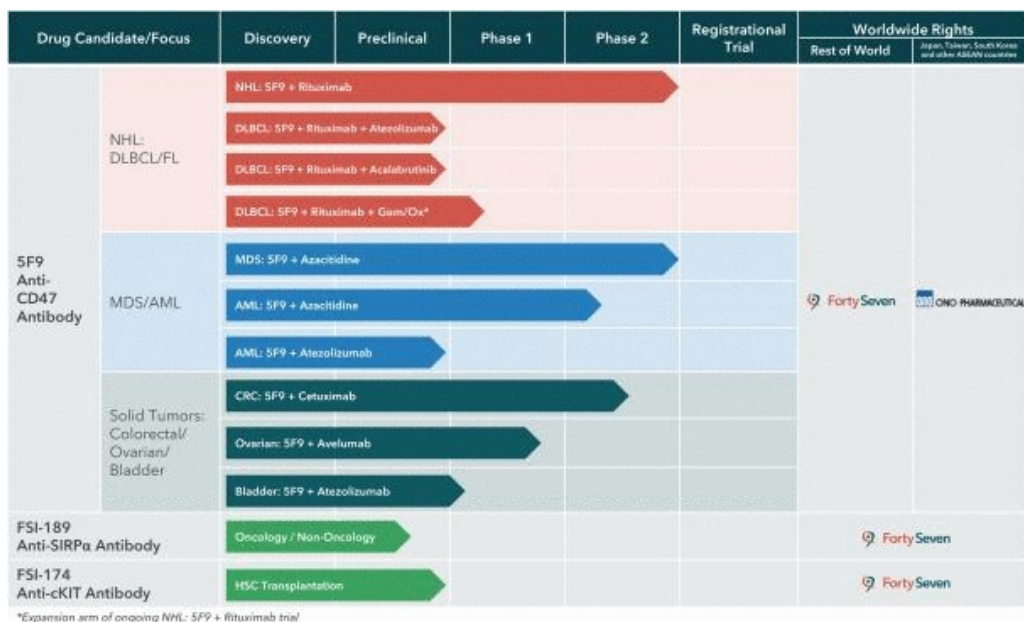 Drug Candidate/Focus
Discovery
Preclinical
Phase 1
Phase 2
Registrational
Trial
Worldwide Rights
Rest of World
Japan, Taiwan, South Korea
and other ASEAN countries
5F9
Anti-
CD47
Antibody
NHL:
DLBCL/FL
NHL: 5F9 + Rituximab
DLBCL: 5F9 + Rituximab + Atezolizumab
DLBCL: 5F9 + Rituximab + Acalabrutinib
DLBCL: 5F9 + Rituximab + Gem/Ox*
MDS/AML
MDS: 5F9 + Azacitidine
AML: 5F9 + Azacitidine
AML: 5F9 + Atezolizumab
Solid Tumors:
Colorectal/
Ovarian/
Bladder
CRC: 5F9 + Cetuximab
Ovarian: 5F9 + Avelumab
Bladder: 5F9 + Atezolizumab
Forty Seven
ONO PHARMACEUTICAL
FSI-189
Anti-SIRPα Antibody
Oncology / Non-Oncology
Forty Seven
FSI-174
Anti-cKIT Antibody
HSC Transplantation
Forty Seven
*Expansion arm of ongoing NHL: 5F9 + Rituximab trial